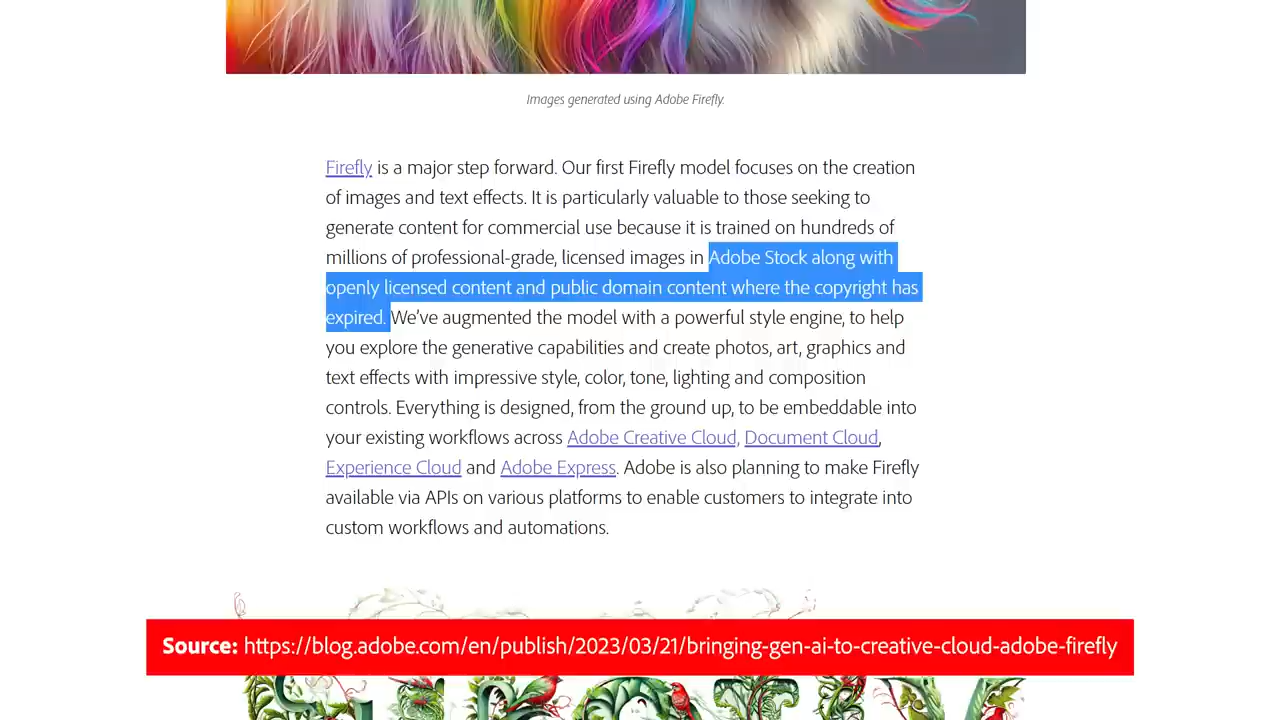 Images generated using Adobe Firefly.
Firefly is a major step forward. Our first Firefly model focuses on the creation
of images and text effects. It is particularly valuable to those seeking to
generate content for commercial use because it is trained on hundreds of
millions of professional-grade, licensed images in Adobe Stock along with
openly licensed content and public domain content where the copyright has
expired. We’ve augmented the model with a powerful style engine, to help
you explore the generative capabilities and create photos, art, graphics and
text effects with impressive style, color, tone, lighting and composition
controls. Everything is designed, from the ground up, to be embeddable into
your existing workflows across Adobe Creative Cloud, Document Cloud,
Experience Cloud and Adobe Express. Adobe is also planning to make Firefly
available via APIs on various platforms to enable customers to integrate into
custom workflows and automations.
Source: https://blog.adobe.com/en/publish/2023/03/21/bringing-gen-ai-to-creative-cloud-adobe-firefly